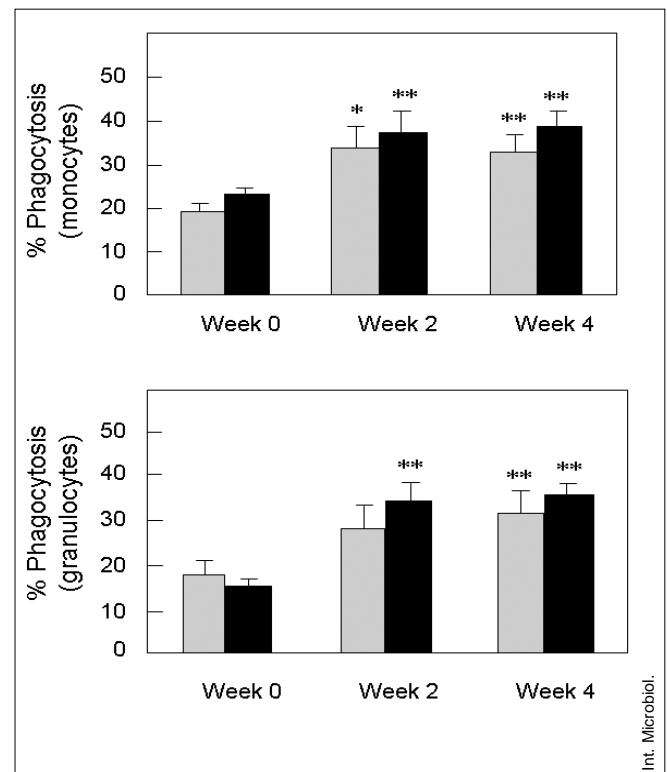 50
40
30
20
10
0
% Phagocytosis
(monocytes)
* ** ** **
Week 0 Week 2 Week 4
50
40
30
20
10
0
% Phagocytosis
(granulocytes)
** ** **
Week 0 Week 2 Week 4
Int. Microbiol.